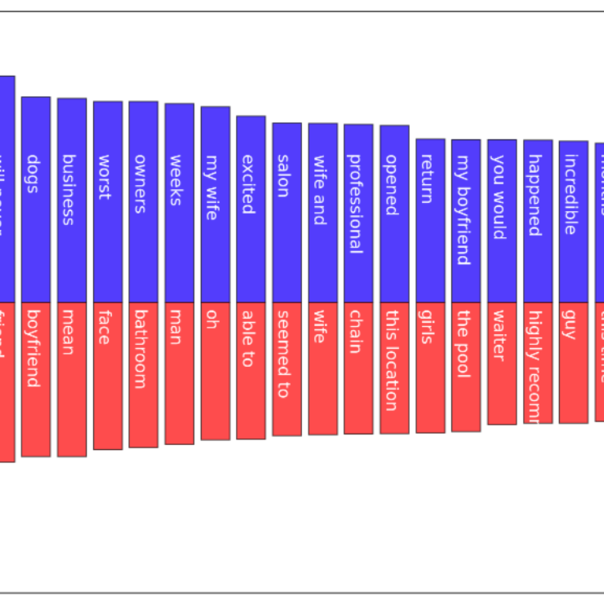 dogs
business
worst
owners
weeks
my wife
excited
salon
wife and
professional
opened
return
my boyfriend
you would
happened
incredible
boyfriend
mean
face
bathroom
man
oh
able to
seemed to
wife
chain
this location
girls
the pool
waiter
highly recom
guy